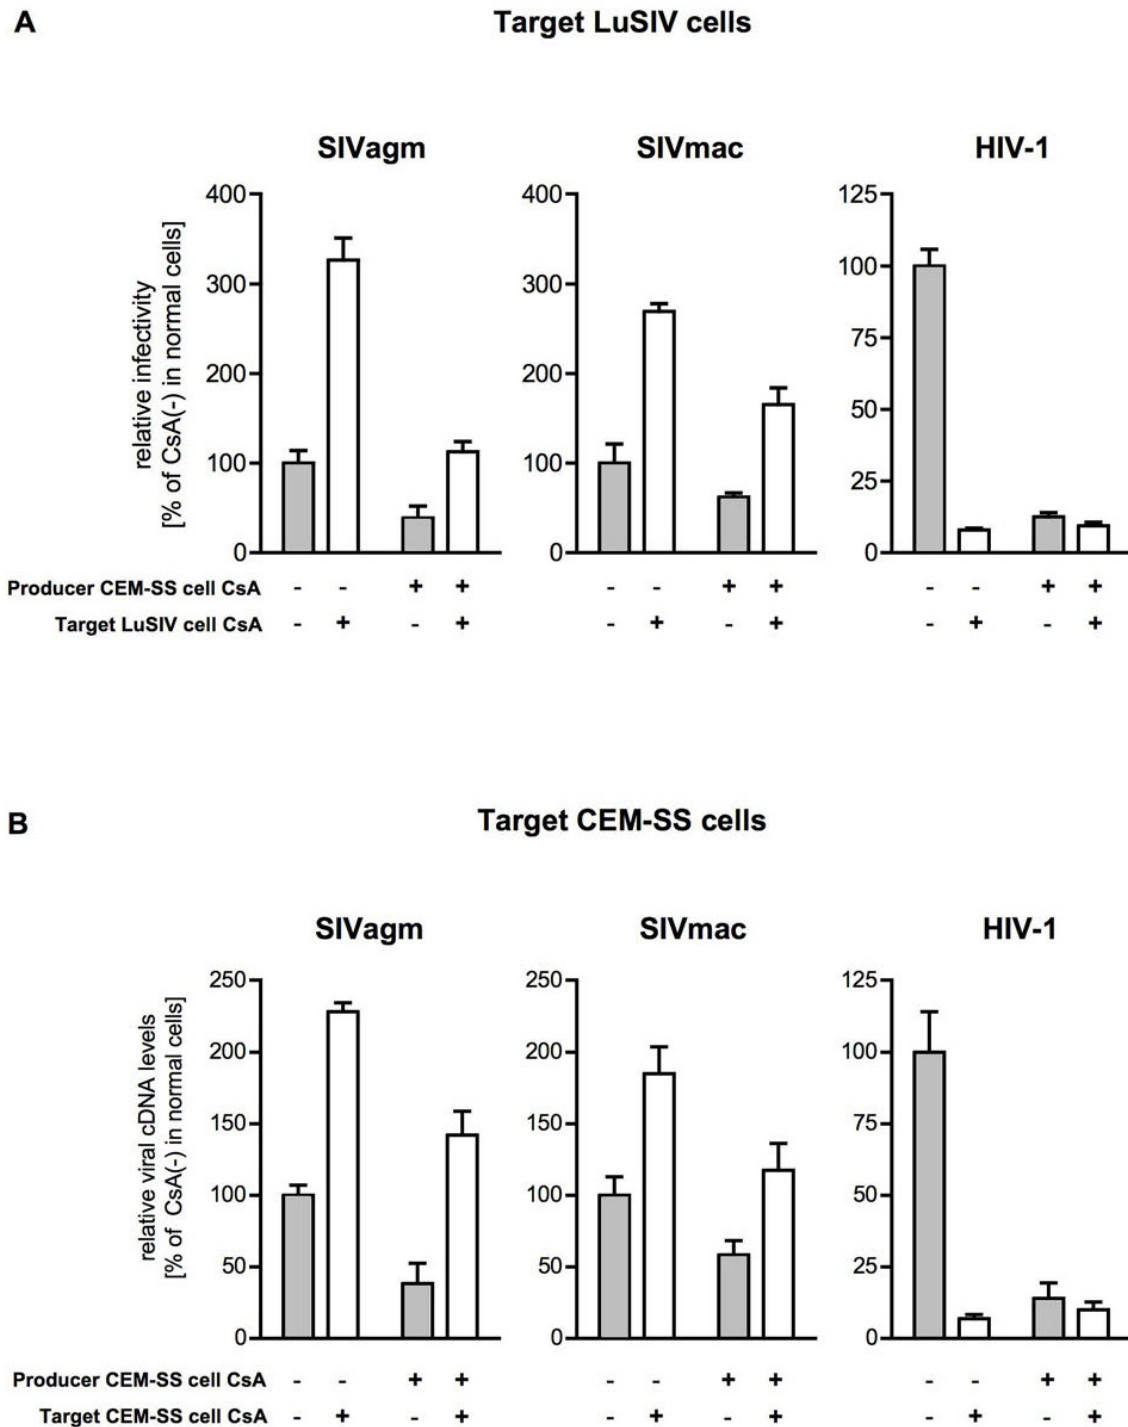 A
Target LuSIV cells
SIVagm
SIVmac
HIV-1
relative infectivity
[% of CsA(-) in normal cells]
400
300
200
100
0
400
300
200
100
0
125
100
75
50
25
0
Producer CEM-SS cell CsA - - + + - - + + - - + +
Target LuSIV cell CsA - + - + - + - + - + - +
B
Target CEM-SS cells
SIVagm
SIVmac
HIV-1
relative viral cDNA levels
[% of CsA(-) in normal cells]
250
200
150
100
50
0
250
200
150
100
50
0
125
100
75
50
25
0
Producer CEM-SS cell CsA - - + + - - + + - - + +
Target CEM-SS cell CsA - + - + - + - + - + - +